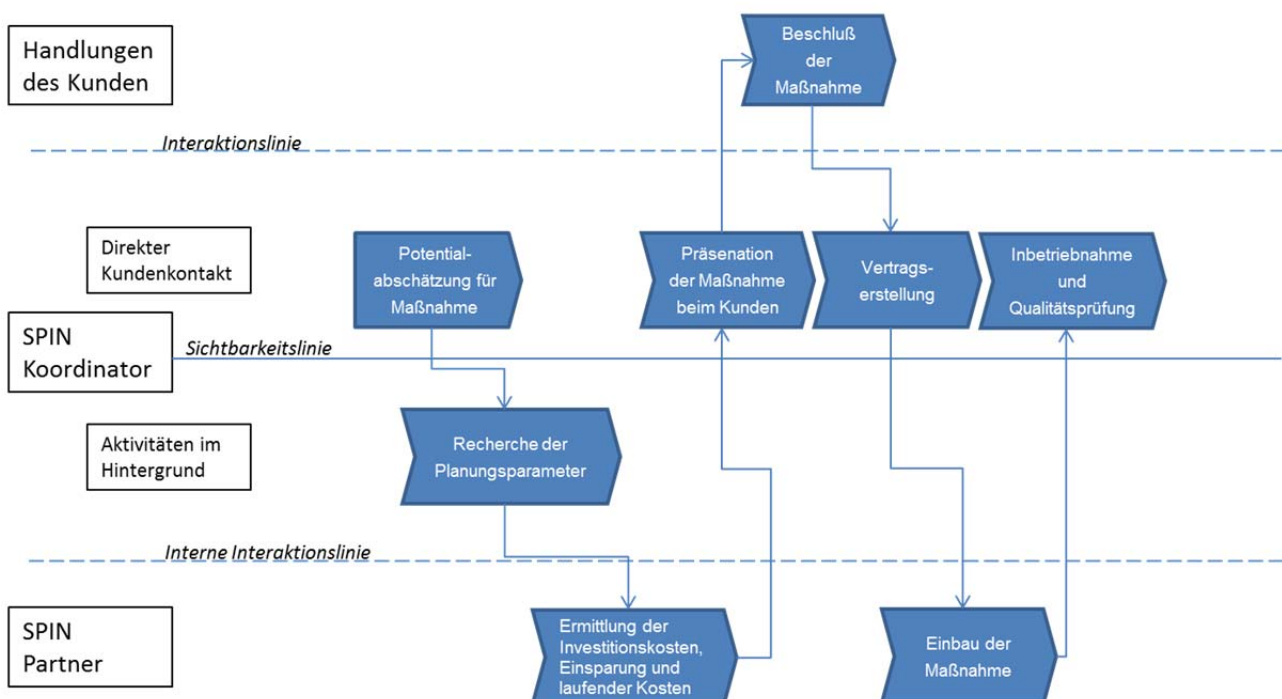 Handlungen
des Kunden
Beschluß
der
Maßnahme
Interaktionslinie
Direkter
Kundenkontakt
Potential-
abschätzung für
Maßnahme
Präsenation
der Maßnahme
beim Kunden
Vertrags-
erstellung
Inbetriebnahme
und
Qualitätsprüfung
SPIN
Koordinator
Sichtbarkeitslinie
Aktivitäten im
Hintergrund
Recherche der
Planungsparameter
Interne Interaktionslinie
SPIN
Partner
Ermittlung der
Investitionskosten,
Einsparung und
laufender Kosten
Einbau der
Maßnahme